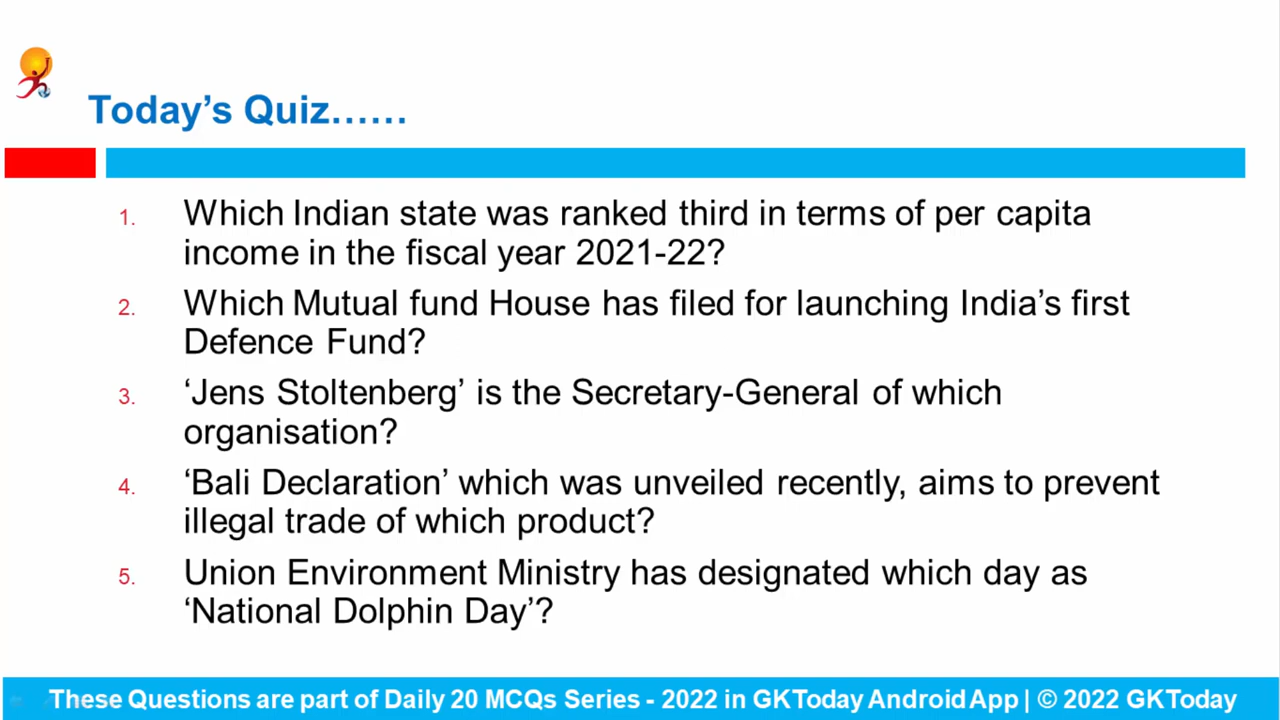 Today’s Quiz……
1. Which Indian state was ranked third in terms of per capita
income in the fiscal year 2021-22?
2. Which Mutual fund House has filed for launching India’s first
Defence Fund?
3. ‘Jens Stoltenberg’ is the Secretary-General of which
organisation?
4. ‘Bali Declaration’ which was unveiled recently, aims to prevent
illegal trade of which product?
5. Union Environment Ministry has designated which day as
‘National Dolphin Day’?
These Questions are part of Daily 20 MCQs Series - 2022 in GKToday Android App | © 2022 GKToday